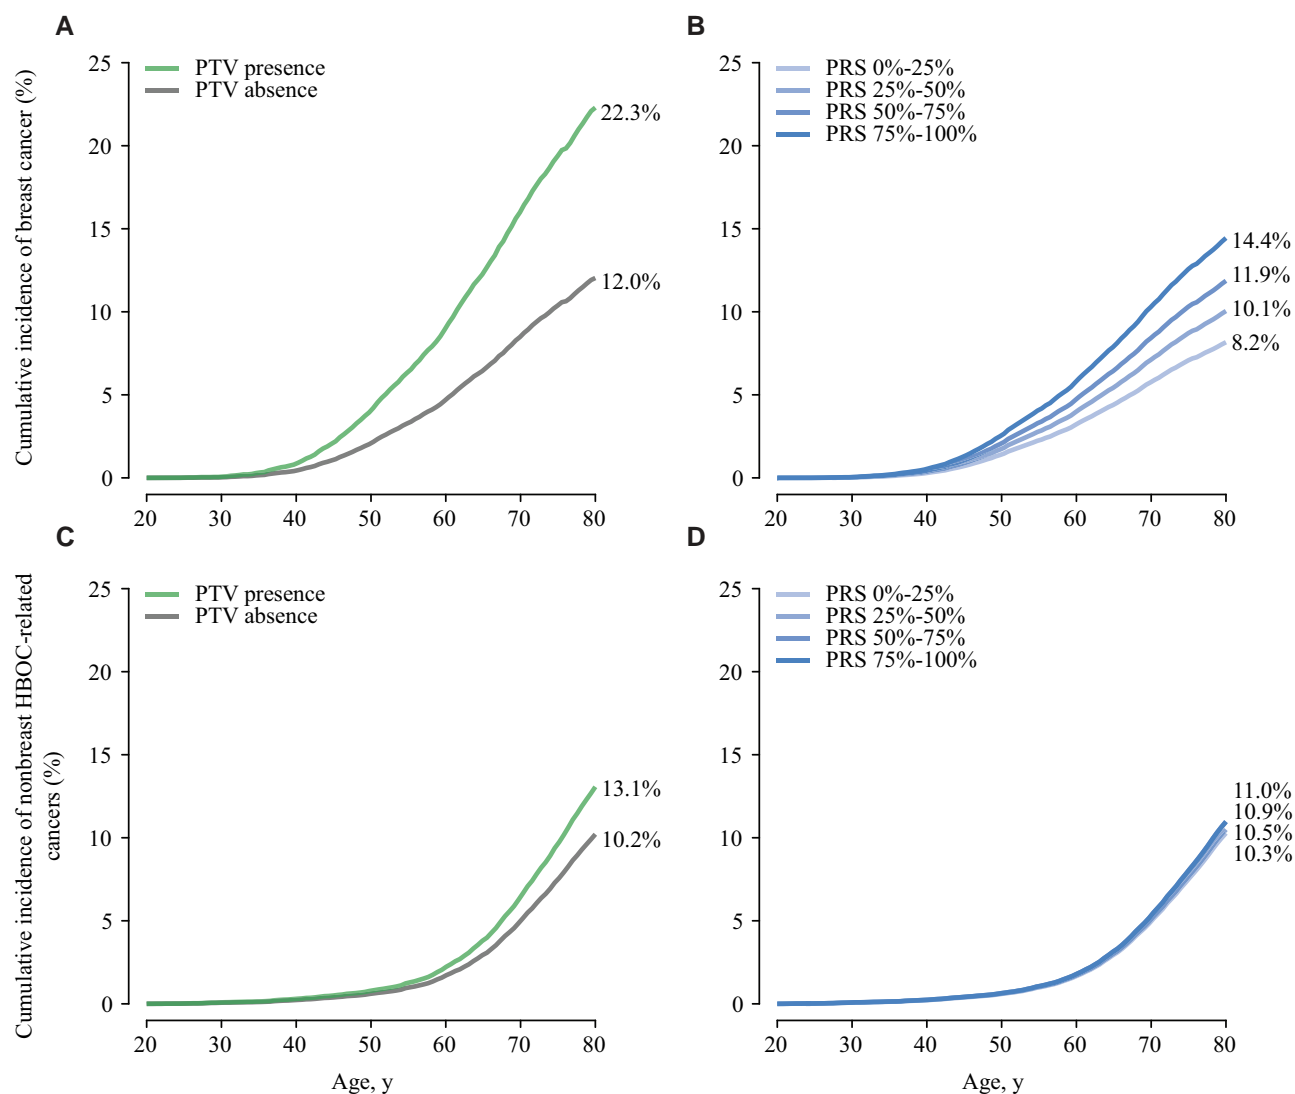 A
Cumulative incidence of breast cancer (%)
25
20
15
10
5
0
PTV presence
PTV absence
22.3%
12.0%
20 30 40 50 60 70 80
B
25
20
15
10
5
0
PRS 0%-25%
PRS 25%-50%
PRS 50%-75%
PRS 75%-100%
14.4%
11.9%
10.1%
8.2%
20 30 40 50 60 70 80
C
Cumulative incidence of nonbreast HBOC-related
cancers (%)
25
20
15
10
5
0
PTV presence
PTV absence
13.1%
10.2%
20 30 40 50 60 70 80
Age, y
D
25
20
15
10
5
0
PRS 0%-25%
PRS 25%-50%
PRS 50%-75%
PRS 75%-100%
11.0%
10.9%
10.5%
10.3%
20 30 40 50 60 70 80
Age, y